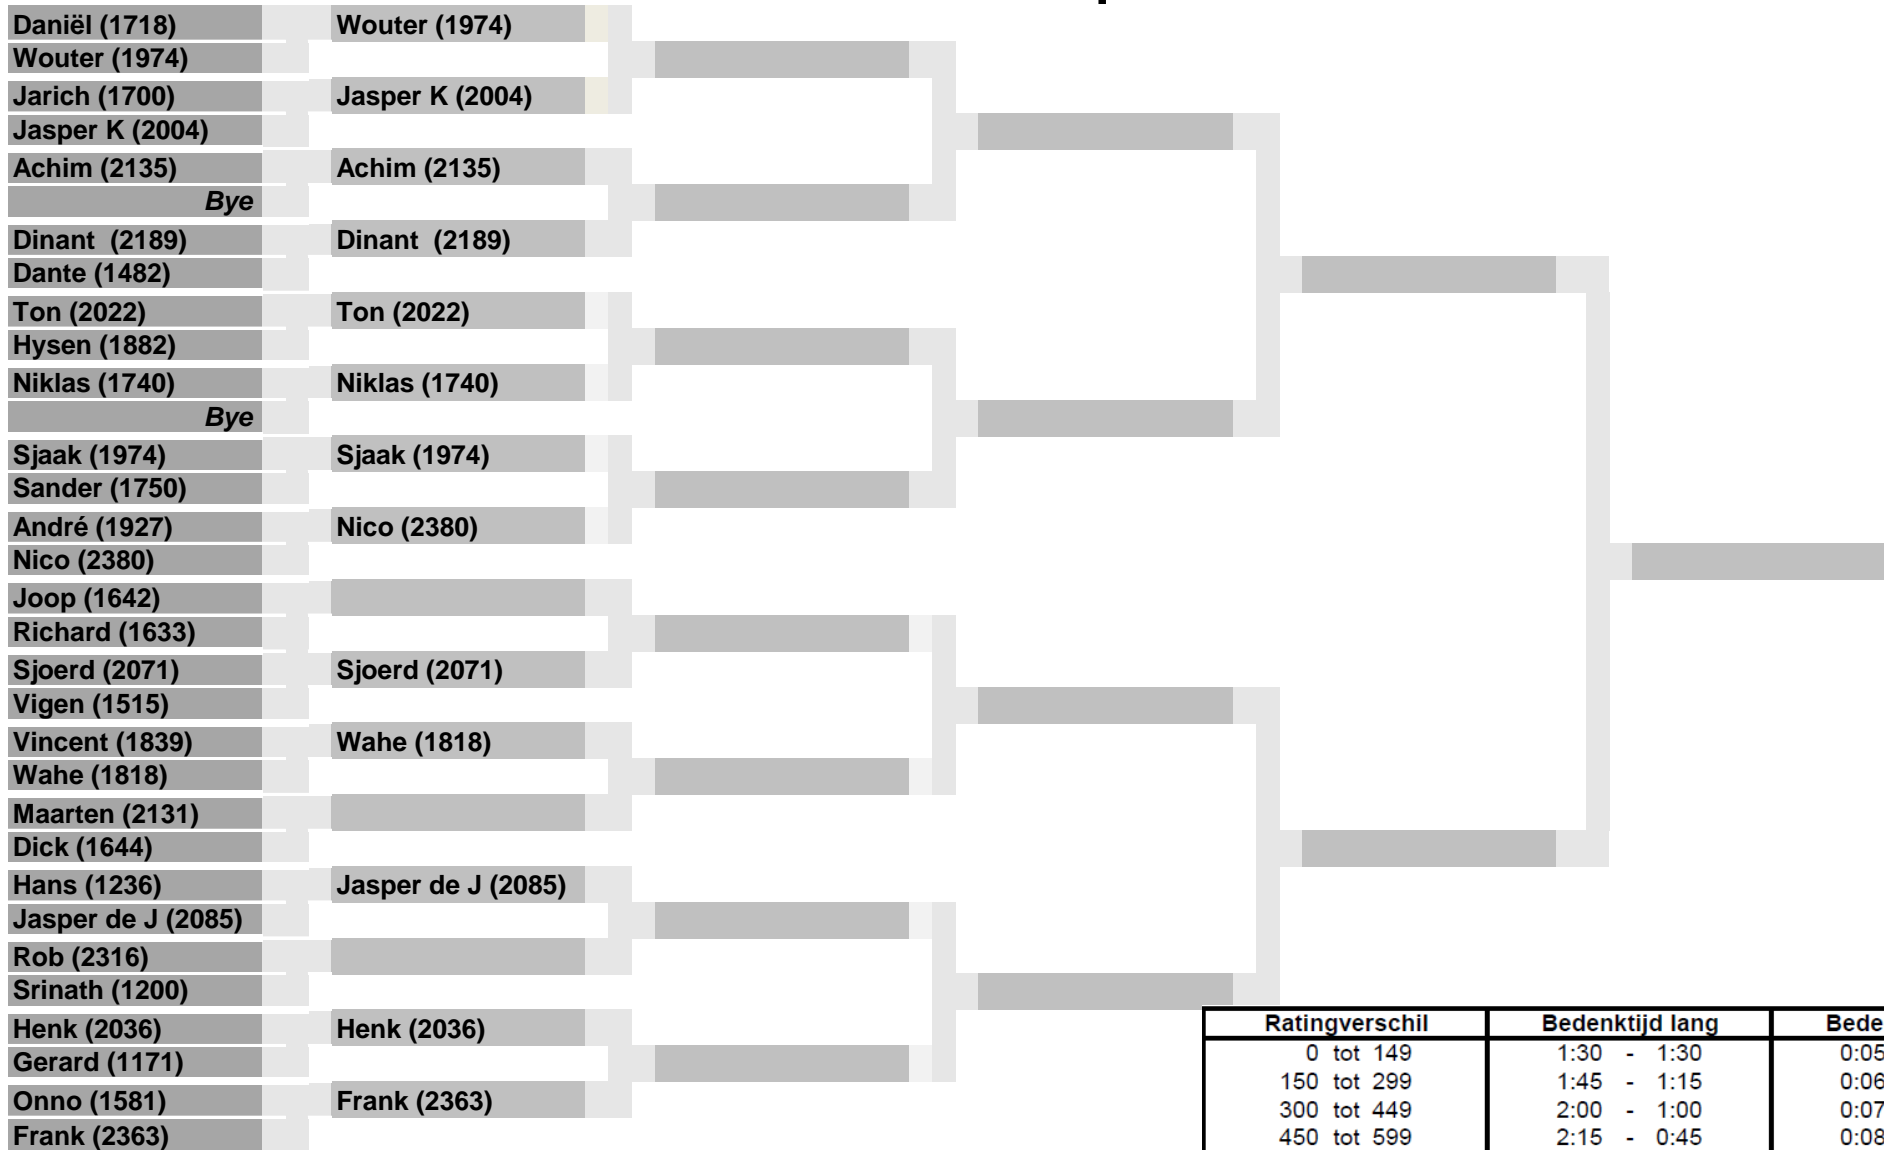 Daniël (1718)
Wouter (1974)
Jarich (1700)
Jasper K (2004)
Achim (2135)
Bye
Dinant (2189)
Dante (1482)
Ton (2022)
Hysen (1882)
Niklas (1740)
Bye
Sjaak (1974)
Sander (1750)
André (1927)
Nico (2380)
Joop (1642)
Richard (1633)
Sjoerd (2071)
Vigen (1515)
Vincent (1839)
Wahe (1818)
Maarten (2131)
Dick (1644)
Hans (1236)
Jasper de J (2085)
Rob (2316)
Srinath (1200)
Henk (2036)
Gerard (1171)
Onno (1581)
Frank (2363)
Wouter (1974)
Jasper K (2004)
Achim (2135)
Dinant (2189)
Ton (2022)
Niklas (1740)
Sjaak (1974)
Nico (2380)
Sjoerd (2071)
Wahe (1818)
Jasper de J (2085)
Henk (2036)
Frank (2363)
Ratingverschil Bedenktijd lang Bede
0 tot 149 1:30 - 1:30 0:05
150 tot 299 1:45 - 1:15 0:06
300 tot 449 2:00 - 1:00 0:07
450 tot 599 2:15 - 0:45 0:08